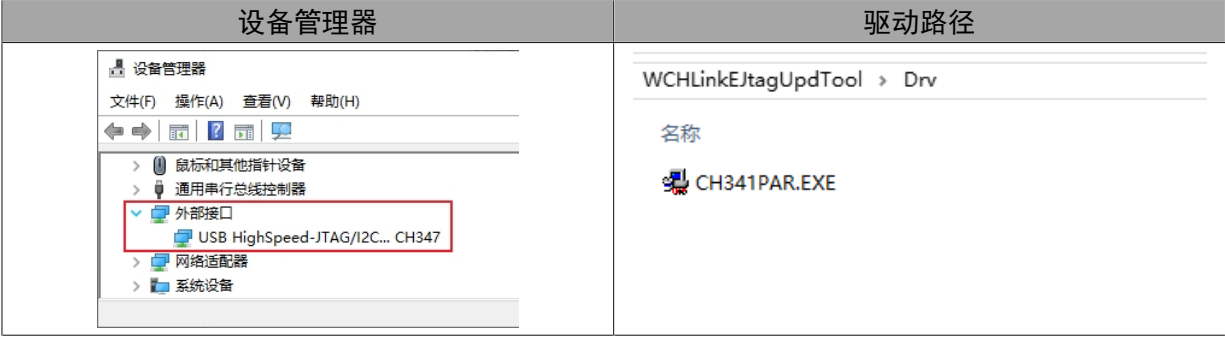 设备管理器
驱动路径
设备管理器
文件(F) 操作(A) 查看(V) 帮助(H)
鼠标和其他指针设备
通用串行总线控制器
外部接口
USB HighSpeed-JTAG/I2C... CH347
网络适配器
系统设备
WCHLinkEJtagUpdTool > Drv
名称
CH341PAR.EXE